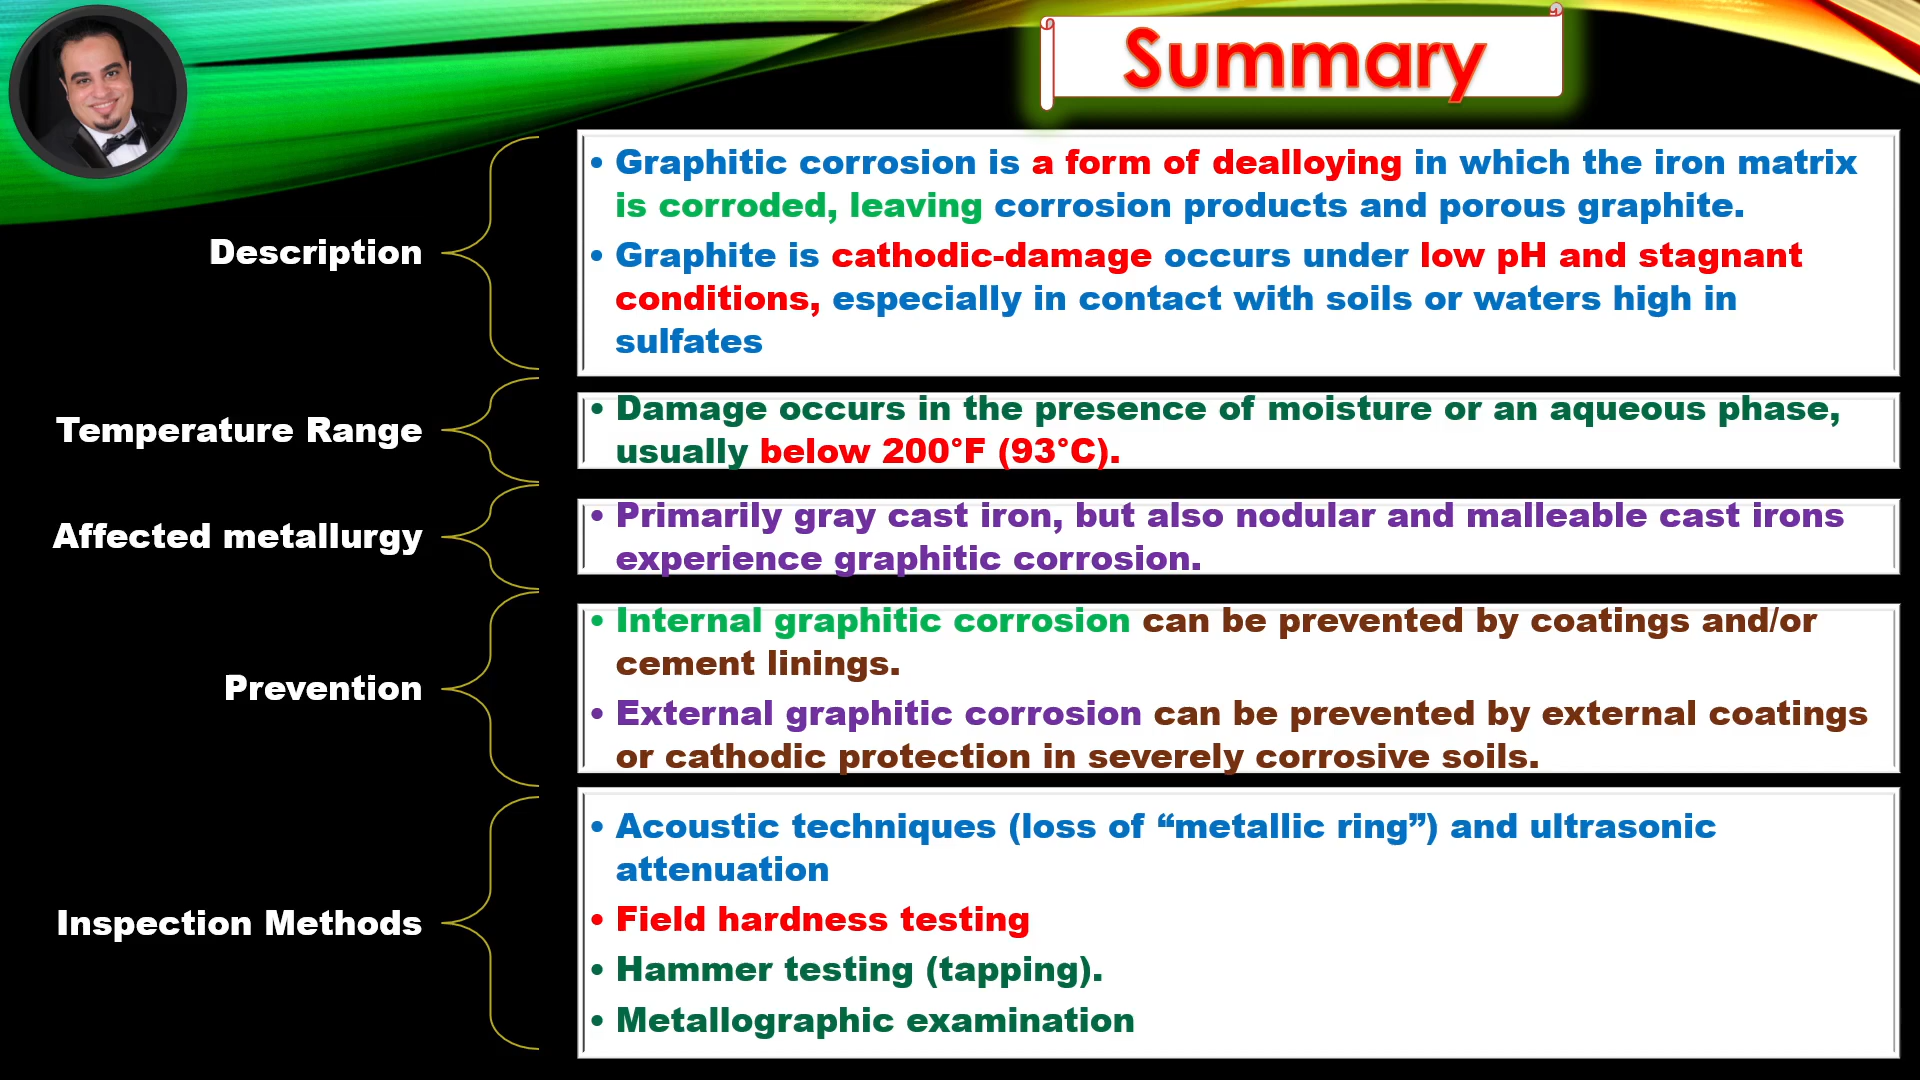 Summary
Description
• Graphitic corrosion is a form of dealloying in which the iron matrix
is corroded, leaving corrosion products and porous graphite.
• Graphite is cathodic-damage occurs under low pH and stagnant
conditions, especially in contact with soils or waters high in
sulfates
Temperature Range
• Damage occurs in the presence of moisture or an aqueous phase,
usually below 200°F (93°C).
Affected metallurgy
• Primarily gray cast iron, but also nodular and malleable cast irons
experience graphitic corrosion.
Prevention
• Internal graphitic corrosion can be prevented by coatings and/or
cement linings.
• External graphitic corrosion can be prevented by external coatings
or cathodic protection in severely corrosive soils.
Inspection Methods
• Acoustic techniques (loss of “metallic ring”) and ultrasonic
attenuation
• Field hardness testing
• Hammer testing (tapping).
• Metallographic examination